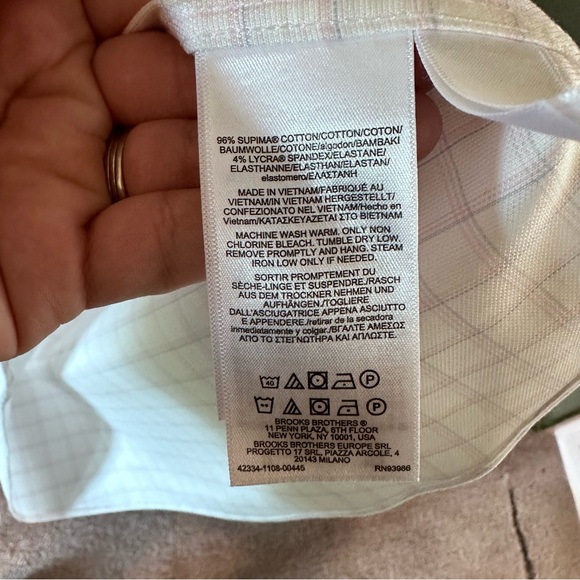 96% SUPIMA® COTTON/COTTON/COTON/
BAUMWOLLE/COTONE/algodon/ΒΑΜΒΑΚΙ
4% LYCRA® SPANDEX/ELASTANE/
ELASTHANNE/ELASTHAN/ELASTAN/
elastomero/ΕΛΑΣΤΑΝΗ
MADE IN VIETNAM/FABRIQUÉ AU
VIETNAM/IN VIETNAM HERGESTELLT/
CONFEZIONATO NEL VIETNAM/Hecho en
Vietnam/ΚΑΤΑΣΚΕΥΑΖΕΤΑΙ ΣΤΟ ΒΙΕΤΝΑΜ
MACHINE WASH WARM. ONLY NON
CHLORINE BLEACH. TUMBLE DRY LOW.
REMOVE PROMPTLY AND HANG. STEAM
IRON LOW ONLY IF NEEDED.
SORTIR PROMPTEMENT DU
SÈCHE-LINGE ET SUSPENDRE./RASCH
AUS DEM TROCKNER NEHMEN UND
AUFHÄNGEN./TOGLIERE
DALL'ASCIUGATRICE APPENA ASCIUTTO
E APPENDERE./retirer de la secadora
inmediatamente y colgar./ΒΓΑΛΤΕ ΑΜΕΣΩΣ
ΑΠΟ ΤΟ ΣΤΕΓΝΩΤΗΡΑ ΚΑΙ ΑΠΛΩΣΤΕ.
40 P
P
BROOKS BROTHERS ®
11 PENN PLAZA, 6TH FLOOR
NEW YORK, NY 10001, USA
BROOKS BROTHERS EUROPE SRL
PROGETTO 17 SRL, PIAZZA ARGOLE, 4
20143 MILANO
42334-1108-00445 RN93986